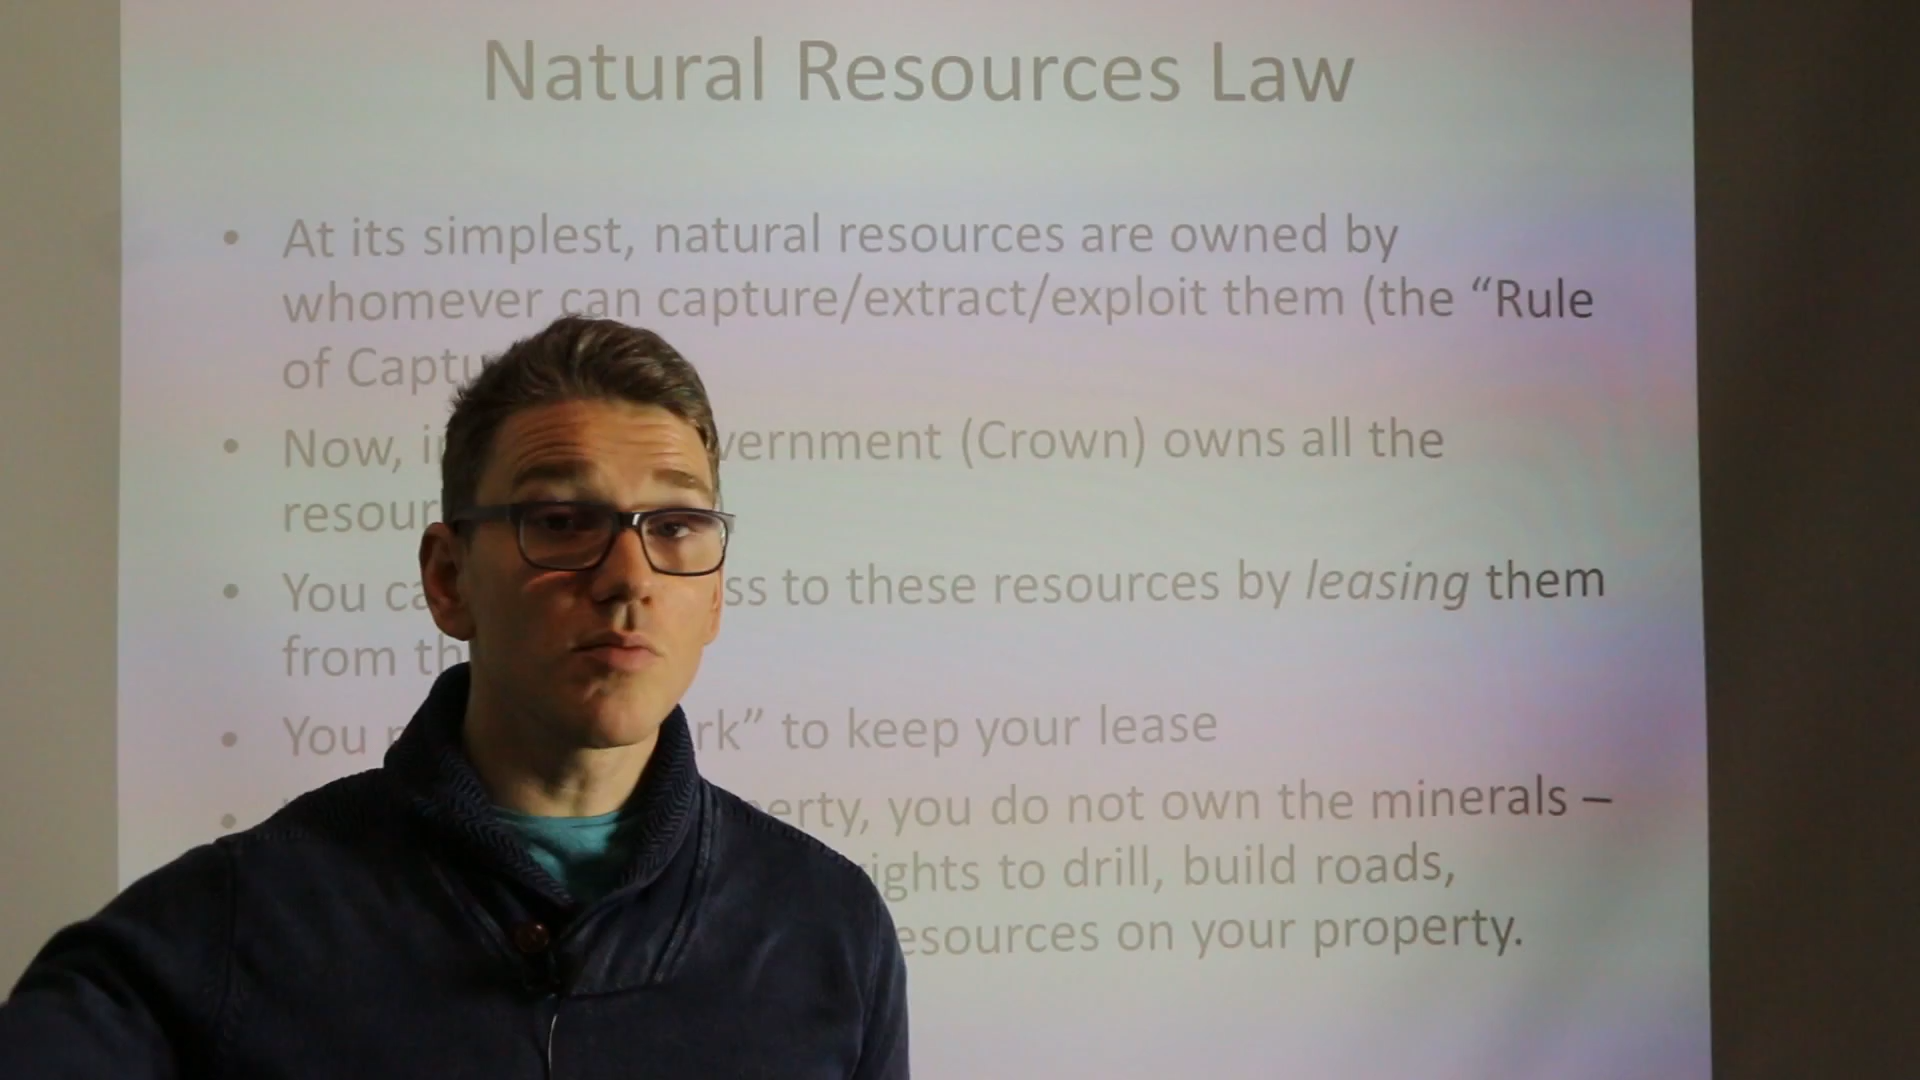 Natural Resources Law
• At its simplest, natural resources are owned by
whomever can capture/extract/exploit them (the “Rule
of Captu
• Now, i vernment (Crown) owns all the
resour
• You ca ss to these resources by leasing them
from th
• You rk” to keep your lease
• erty, you do not own the minerals –
ights to drill, build roads,
esources on your property.